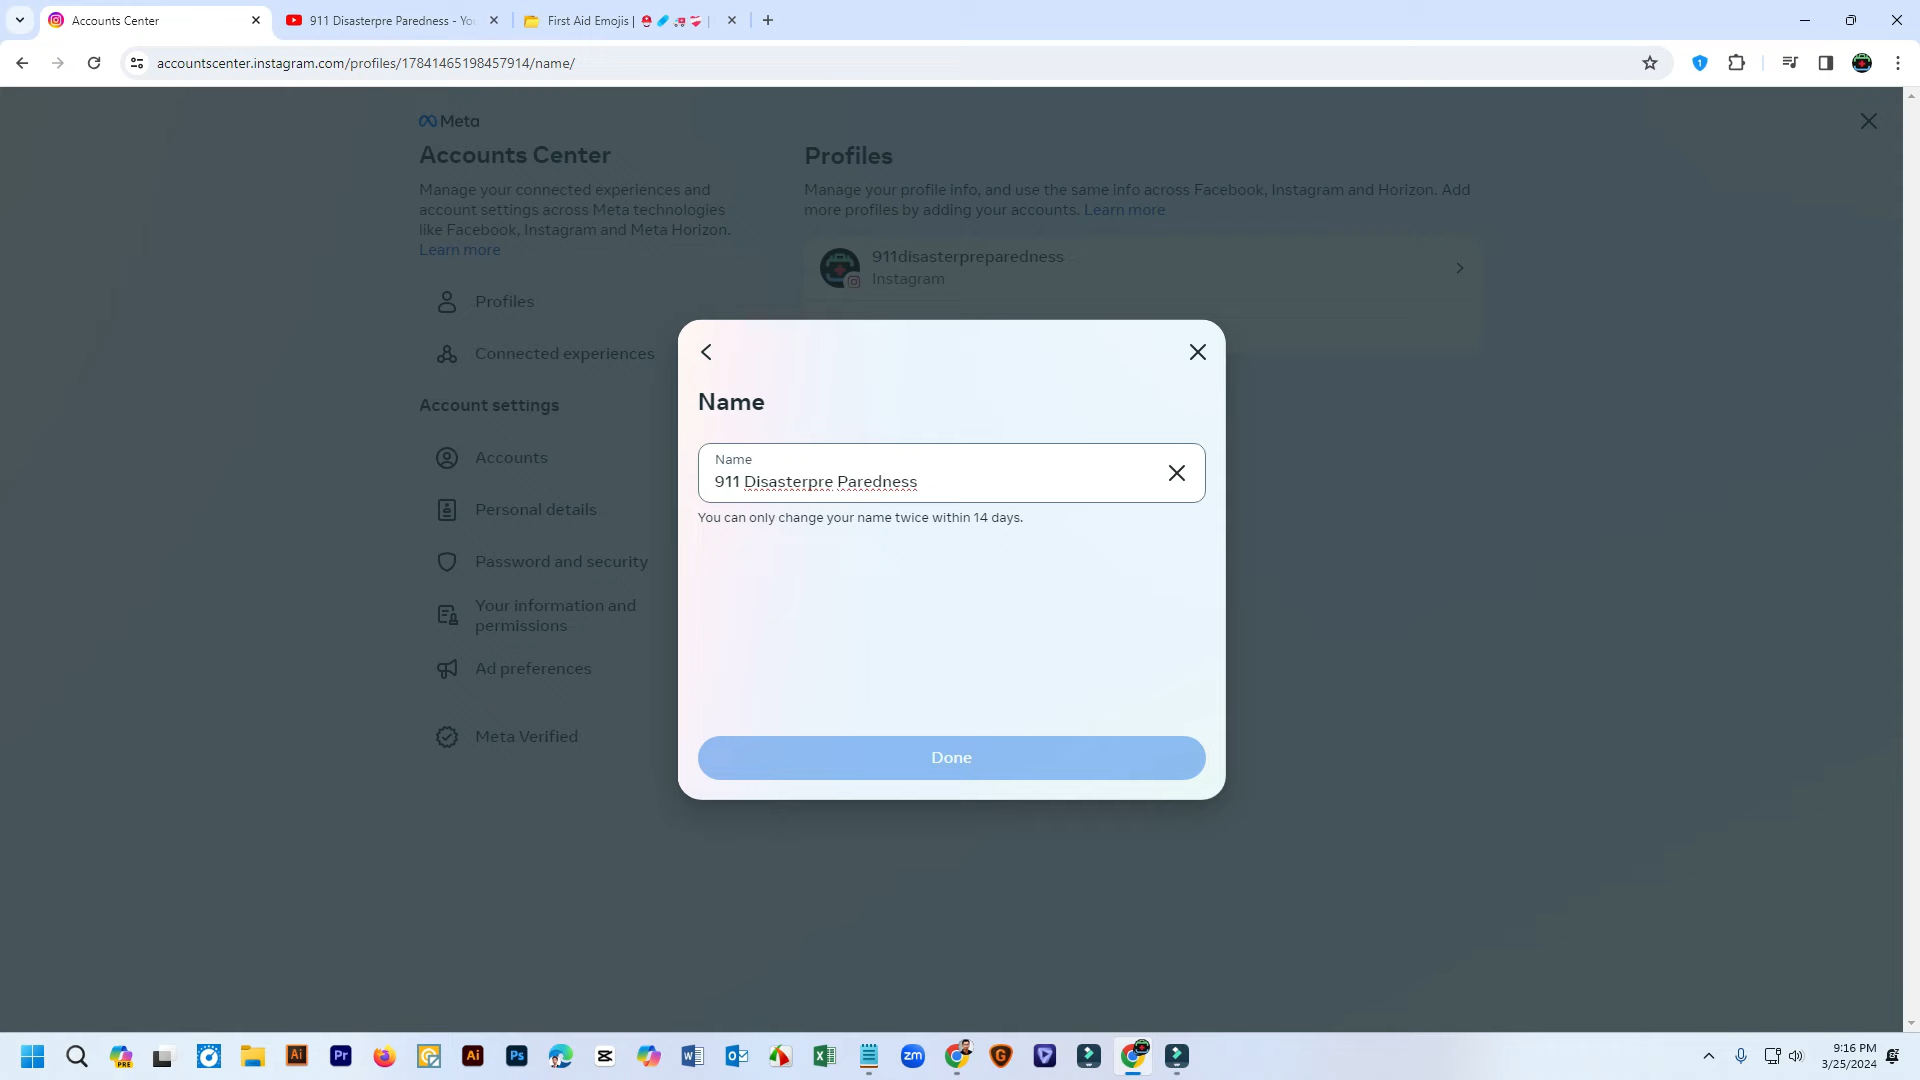 Accounts Center
911 Disasterpre Paredness - You
First Aid Emojis |
accountscenter.instagram.com/profiles/17841465198457914/name/
Meta
Accounts Center
Manage your connected experiences and
account settings across Meta technologies
like Facebook, Instagram and Meta Horizon.
Learn more
Profiles
Connected experiences
Account settings
Accounts
Personal details
Password and security
Your information and
permissions
Ad preferences
Meta Verified
Profiles
Manage your profile info, and use the same info across Facebook, Instagram and Horizon. Add
more profiles by adding your accounts. Learn more
911disasterpreparedness
Instagram
Name
Name
911 Disasterpre Paredness
You can only change your name twice within 14 days.
Done
9:16 PM
3/25/2024